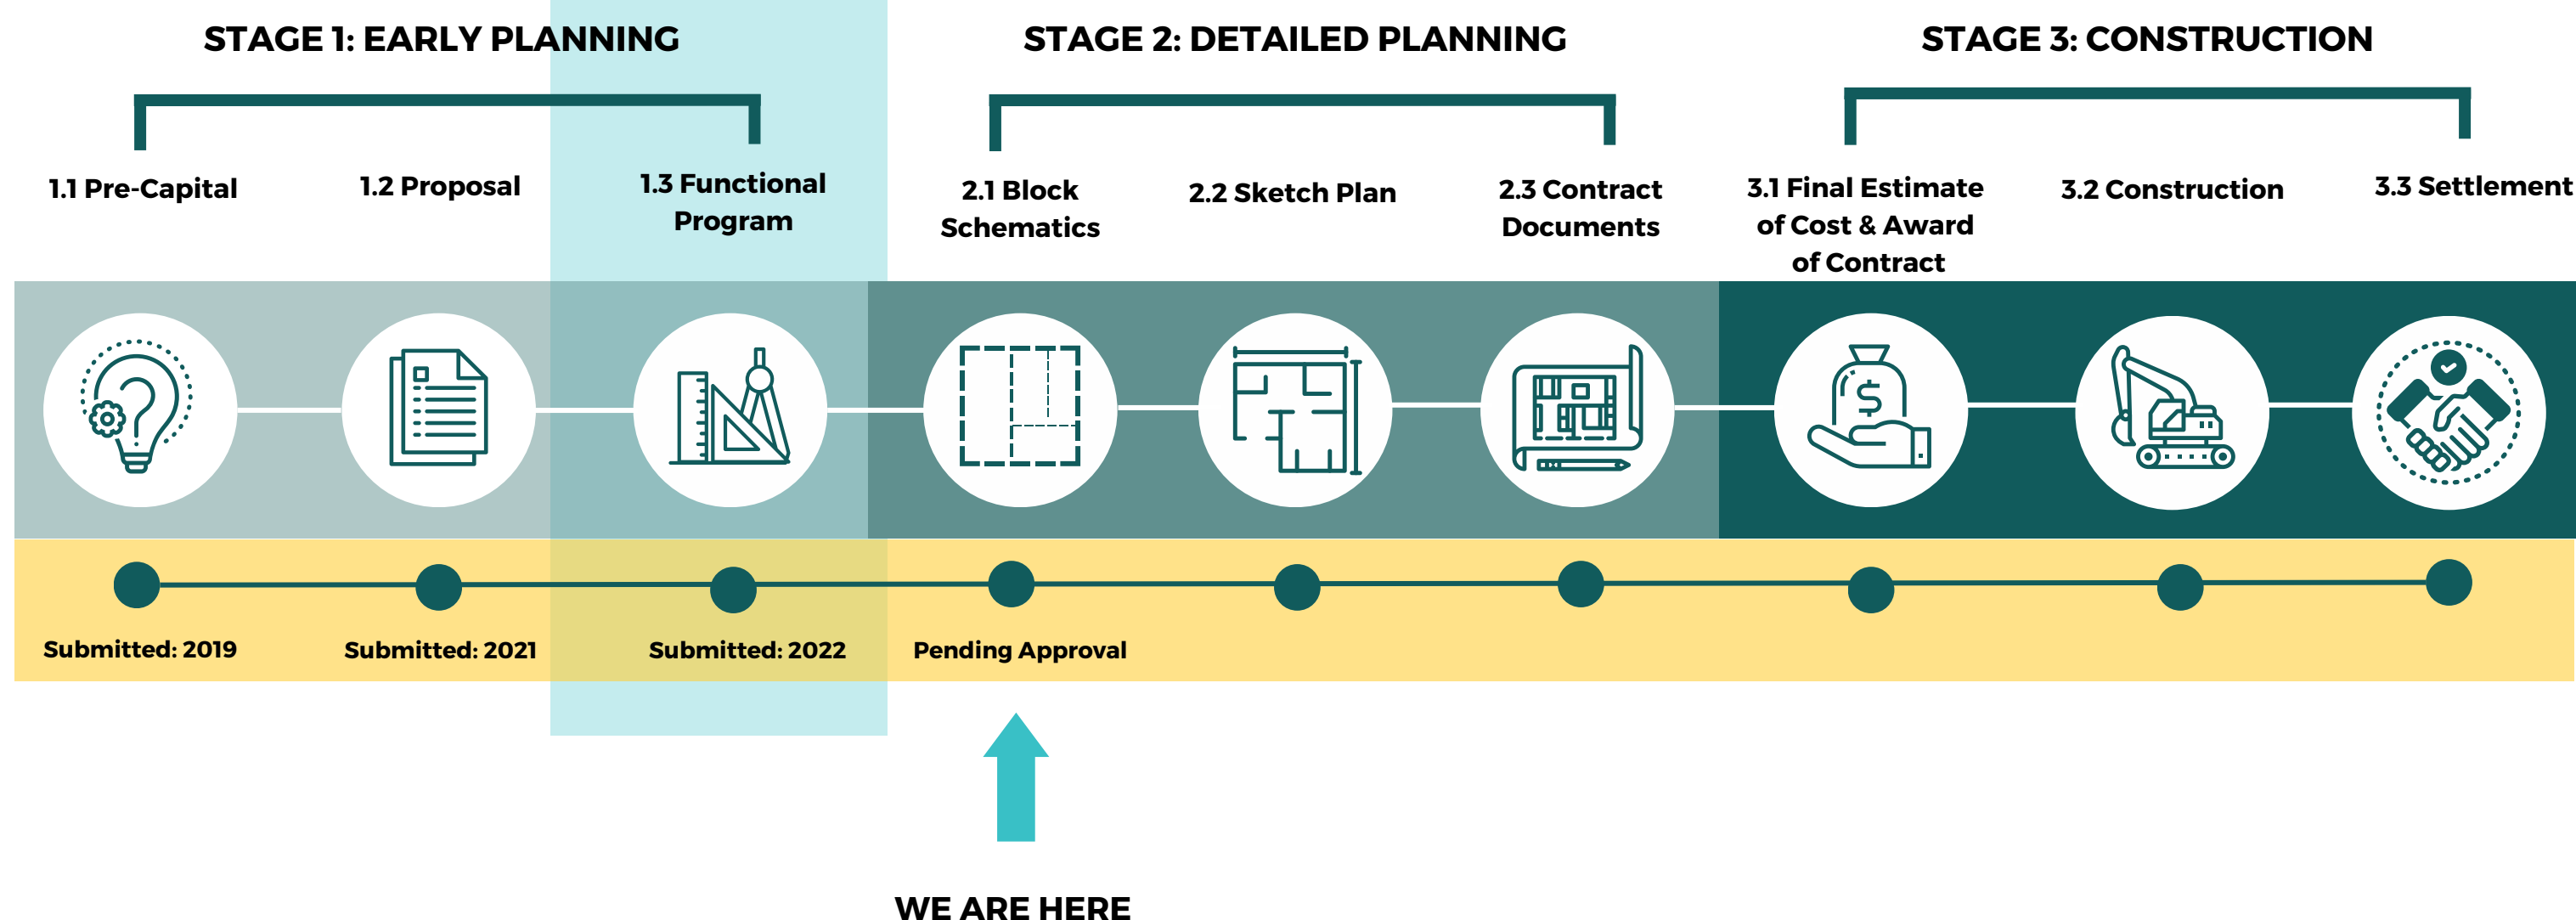 STAGE 1: EARLY PLANNING
STAGE 2: DETAILED PLANNING
STAGE 3: CONSTRUCTION
1.1 Pre-Capital
1.2 Proposal
1.3 Functional
Program
2.1 Block
Schematics
2.2 Sketch Plan
2.3 Contract
Documents
3.1 Final Estimate
of Cost & Award
of Contract
3.2 Construction
3.3 Settlement
$
Submitted: 2019
Submitted: 2021
Submitted: 2022
Pending Approval
WE ARE HERE